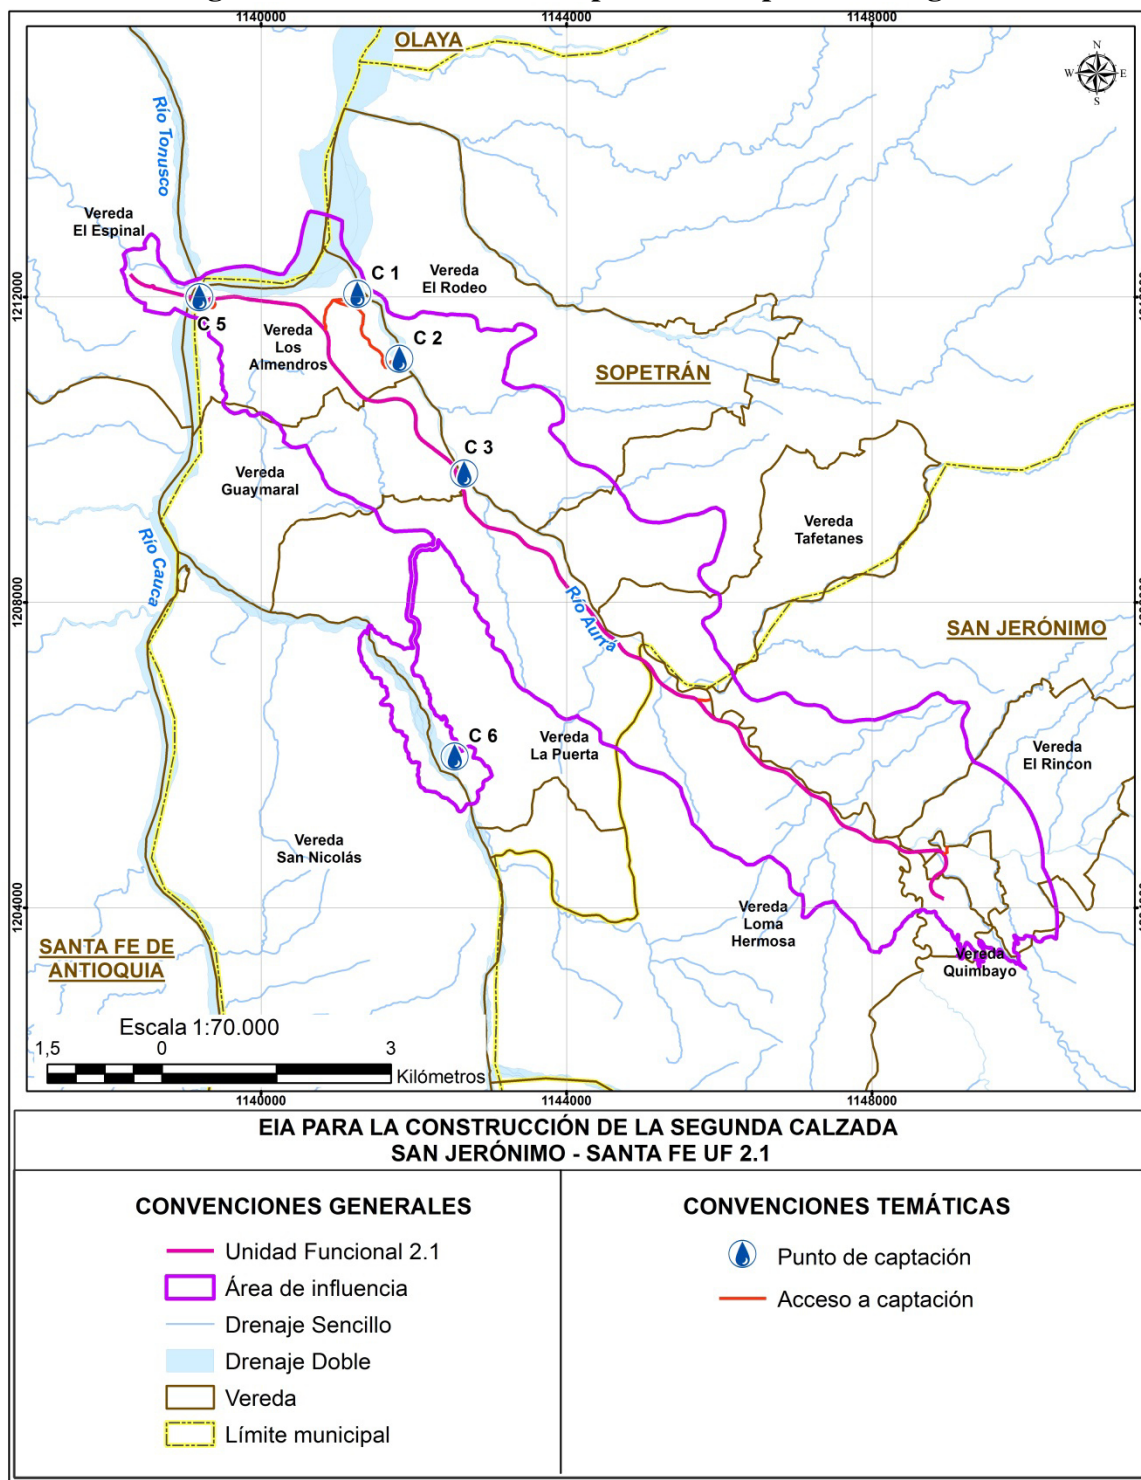 1140000
1144000
1148000
OLAYA
N
W
E
S
Río Tonusco
Vereda
El Espinal
C 1
Vereda
El Rodeo
1212000
C 5
C 2
Vereda
Los
Almendros
SOPETRÁN
C 3
Vereda
Guaymaral
Vereda
Tafetanes
Río Cauca
1208000
Río Aurrá
SAN JERÓNIMO
C 6
Vereda
La Puerta
Vereda
El Rincon
Vereda
San Nicolás
1204000
Vereda
Loma
Hermosa
SANTA FE DE
ANTIOQUIA
Vereda
Quimbayo
Escala 1:70.000
1,5 0 3
Kilómetros
1140000
1144000
1148000
EIA PARA LA CONSTRUCCIÓN DE LA SEGUNDA CALZADA
SAN JERÓNIMO - SANTA FE UF 2.1
CONVENCIONES GENERALES
Unidad Funcional 2.1
Área de influencia
Drenaje Sencillo
Drenaje Doble
Vereda
Límite municipal
CONVENCIONES TEMÁTICAS
Punto de captación
Acceso a captación